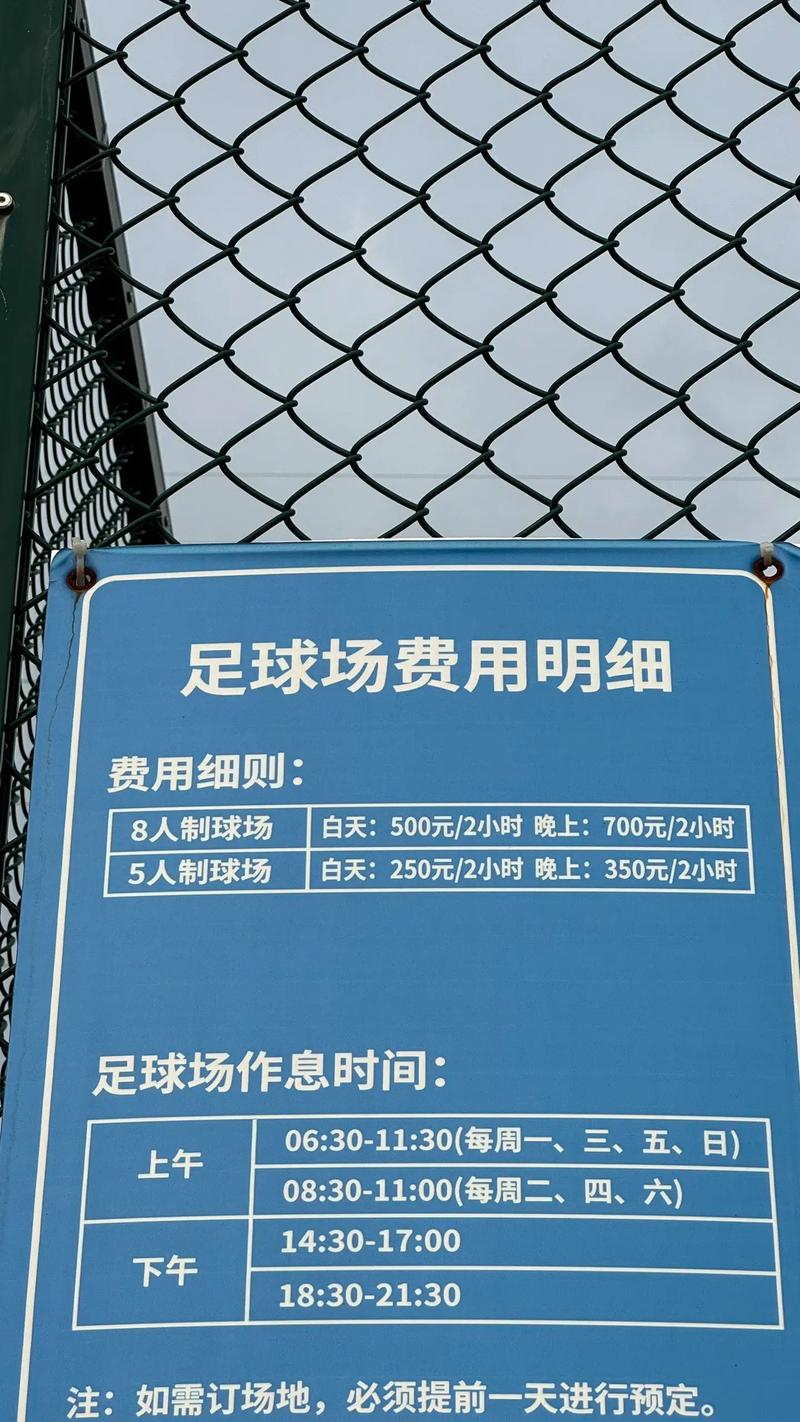 足球场费用明细
费用细则：
8人制球场 白天：500元/2小时 晚上：700元/2小时
5人制球场 白天：250元/2小时 晚上：350元/2小时
足球场作息时间：
上午
06:30-11:30(每周一、三、五、日)
08:30-11:00(每周二、四、六)
下午
14:30-17:00
18:30-21:30
注：如需订场地，必须提前一天进行预定。